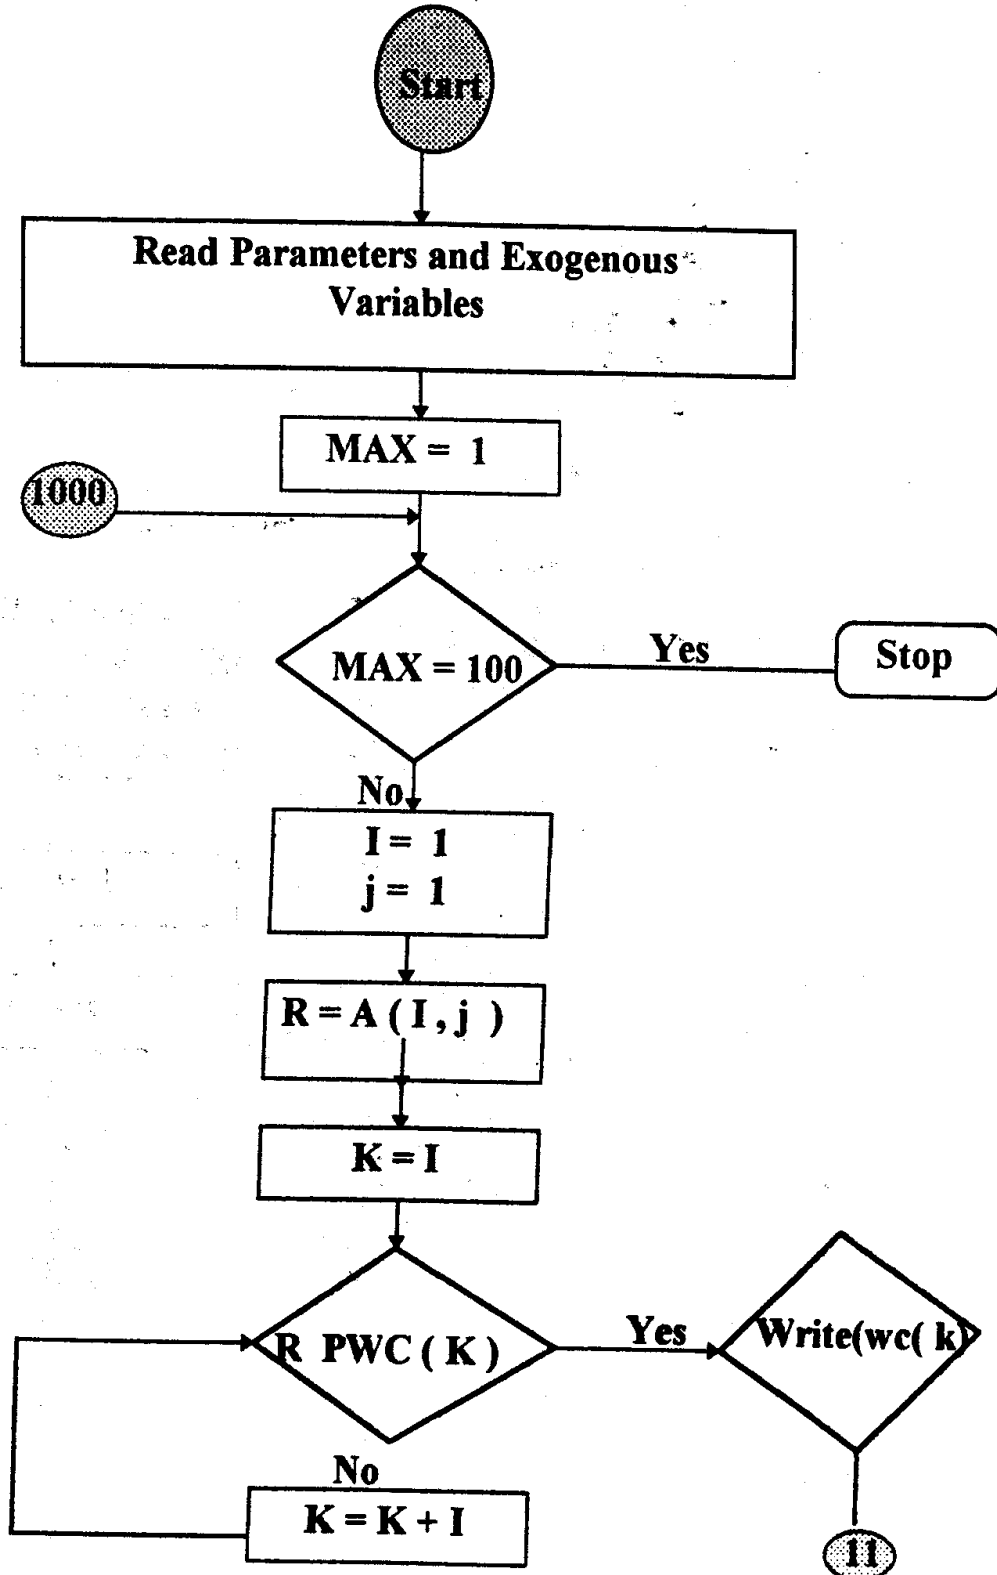 Start
Read Parameters and Exogenous
Variables
MAX = 1
1000
MAX = 100
Yes
Stop
No
I = 1
j = 1
R = A ( I , j )
K = I
R PWC ( K )
Yes
Write(wc( k)
No
K = K + I
11